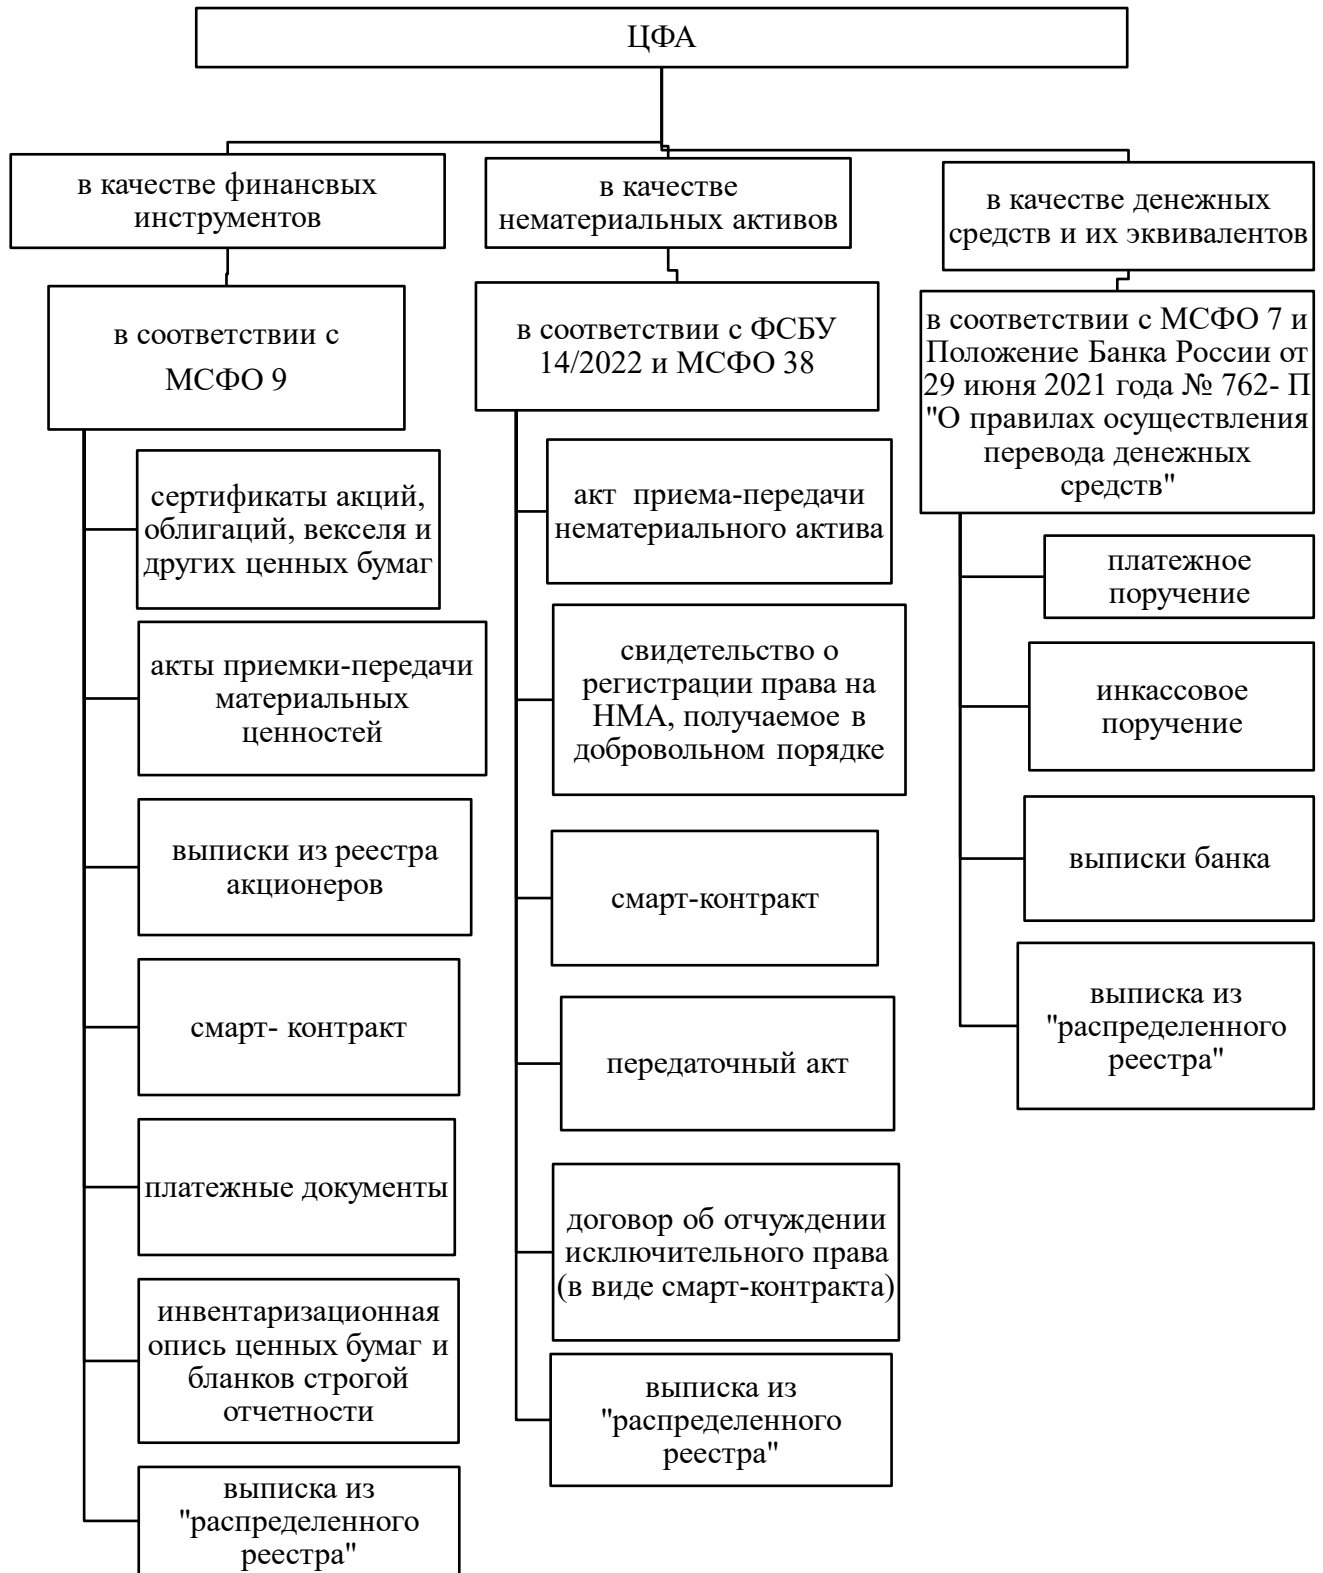 ЦФА
в качестве финансвых
инструментов
в соответствии с
МСФО 9
сертификаты акций,
облигаций, векселя и
других ценных бумаг
акты приемки-передачи
материальных
ценностей
выписки из реестра
акционеров
смарт- контракт
платежные документы
инвентаризационная
опись ценных бумаг и
бланков строгой
отчетности
выписка из
"распределенного
реестра"
в качестве
нематериальных активов
в соответствии с ФСБУ
14/2022 и МСФО 38
акт  приема-передачи
нематериального актива
свидетельство о
регистрации права на
НМА, получаемое в
добровольном порядке
смарт-контракт
передаточный акт
договор об отчуждении
исключительного права
(в виде смарт-контракта)
выписка из
"распределенного
реестра"
в качестве денежных
средств и их эквивалентов
в соответствии с МСФО 7 и
Положение Банка России от
29 июня 2021 года № 762- П
"О правилах осуществления
перевода денежных
средств"
платежное
поручение
инкассовое
поручение
выписки банка
выписка из
"распределенного
реестра"